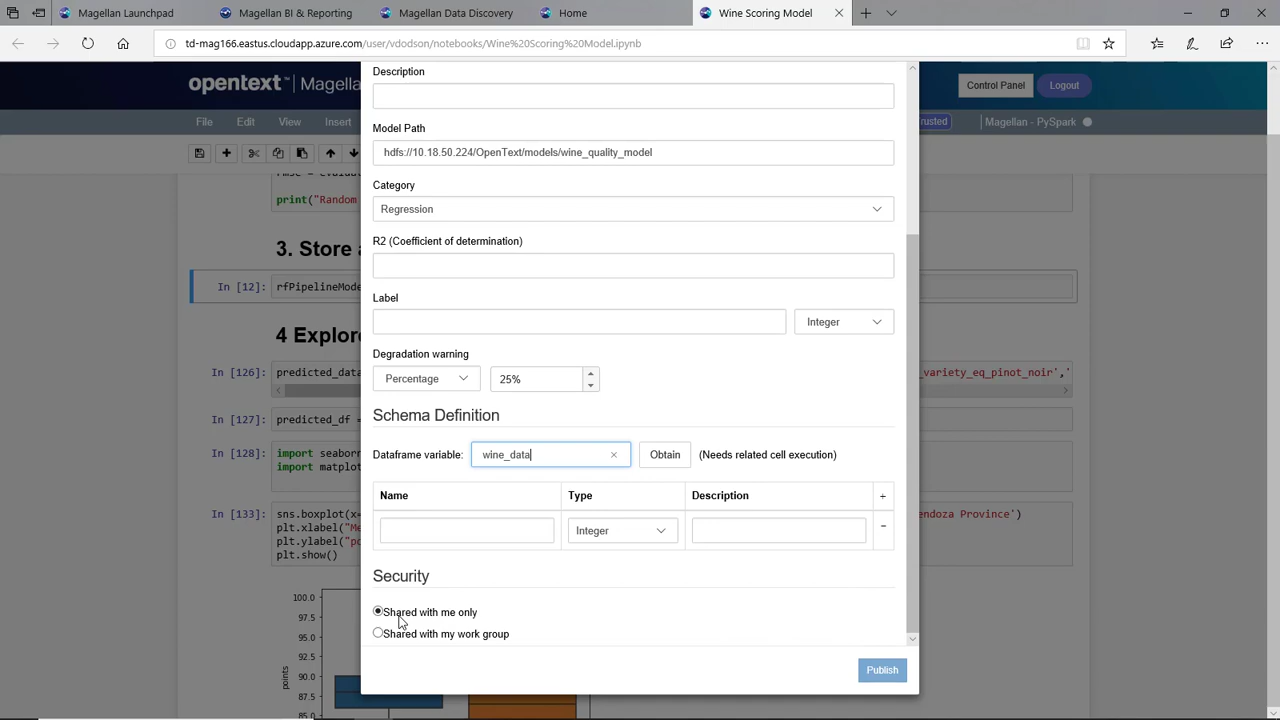 Magellan Launchpad
Magellan BI & Reporting
Magellan Data Discovery
Home
Wine Scoring Model
td-mag166.eastus.cloudapp.azure.com/user/vdodson/notebooks/Wine%20Scoring%20Model.ipynb
opentext™ | Mag
Control Panel
Logout
File Edit View Insert
rusted
Magellan - PySpark
Description
Model Path
hdfs://10.18.50.224/OpenText/models/wine_quality_model
Category
Regression
print("Random
R2 (Coefficient of determination)
3. Store
In [12]: rfPipelineMode
Label
Integer
4 Explor
Degradation warning
Percentage 25%
In [126]: predicted_data
_variety_eq_pinot_noir','
Schema Definition
In [127]: predicted_df =
Dataframe variable: wine_data Obtain (Needs related cell execution)
In [128]: import seabor
import matplot
Name Type Description +
In [133]: sns.boxplot(x=
endoza Province')
plt.xlabel("Me
plt.ylabel("po
plt.show()
Integer -
Security
100.0
Shared with me only
97.5
Shared with my work group
95.0
92.5
90.0
87.5
85.0
points
Publish